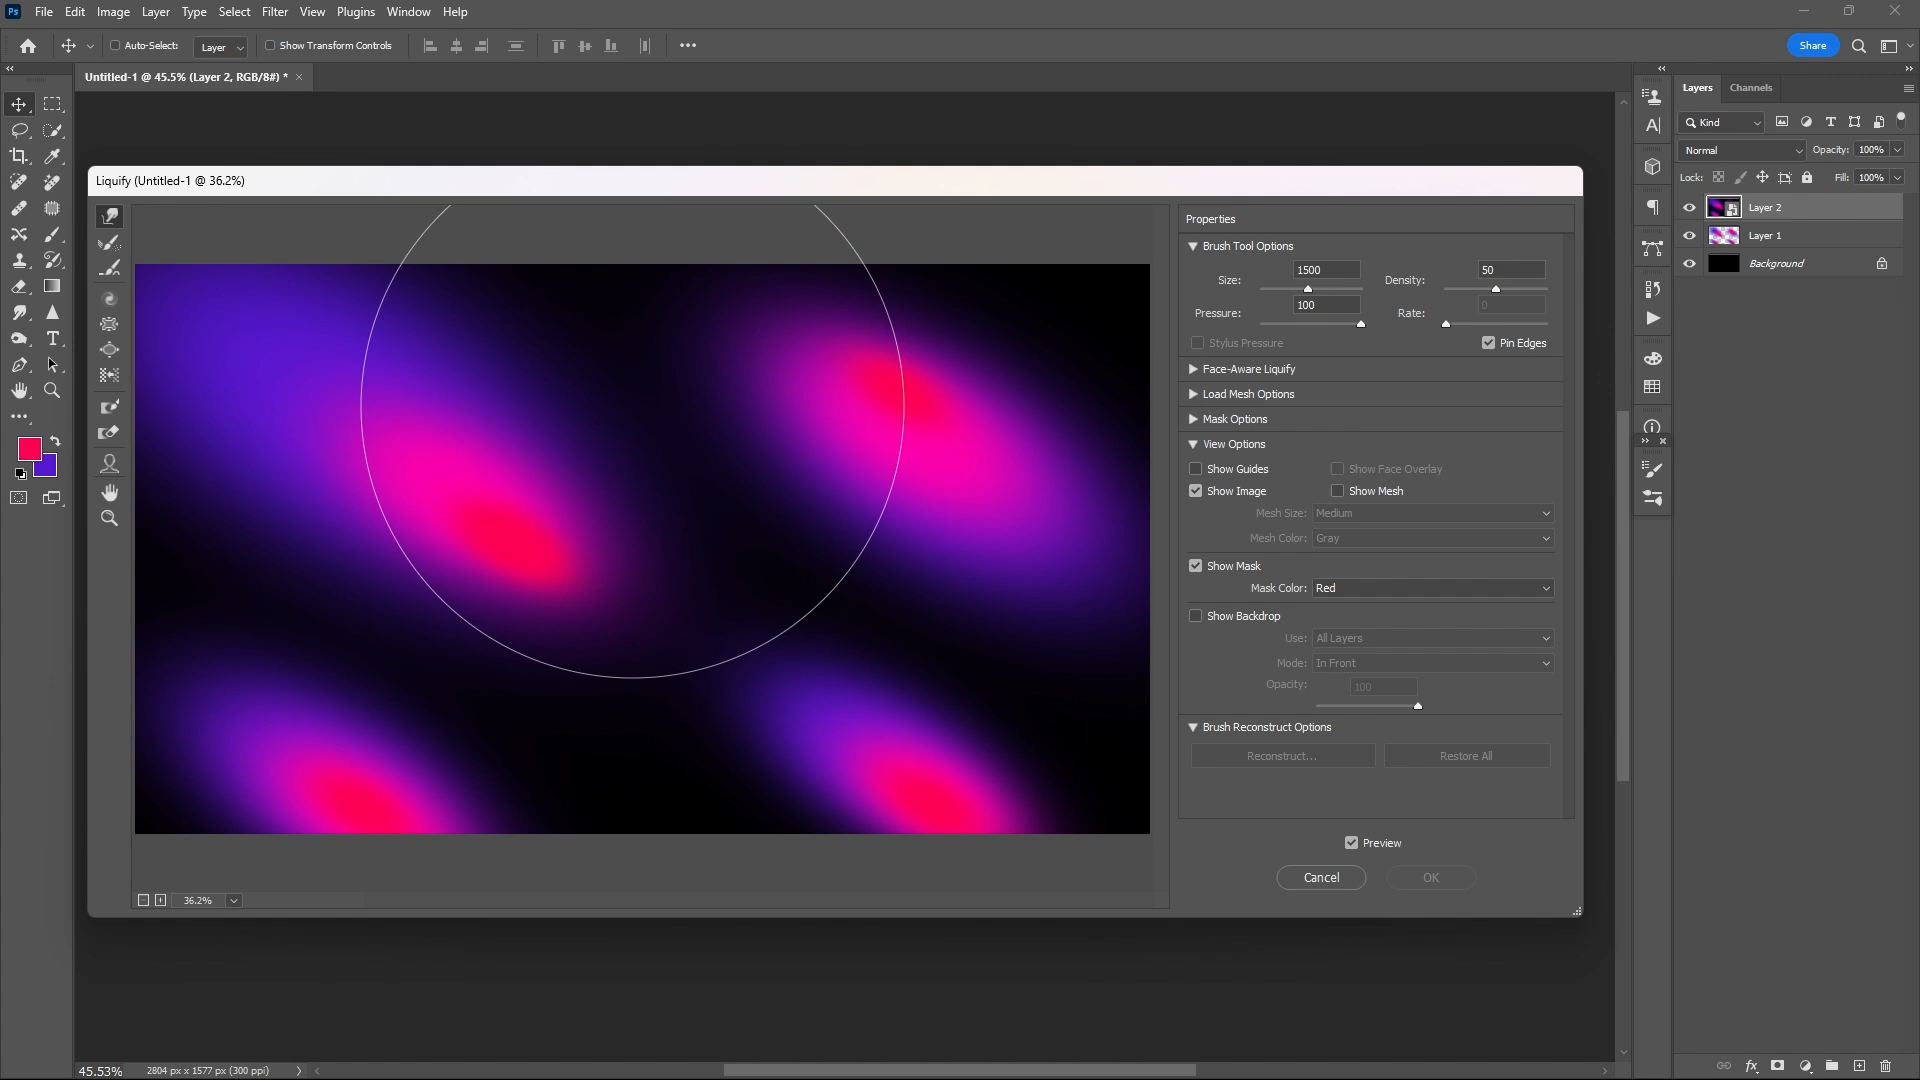 Ps File Edit Image Layer Type Select Filter View Plugins Window Help
Auto-Select: Layer Show Transform Controls Share
Untitled-1 @ 45.5% (Layer 2, RGB/8#) *
Liquify (Untitled-1 @ 36.2%)
Properties
Brush Tool Options
Size: 1500 Density: 50
Pressure: 100 Rate: 0
Stylus Pressure Pin Edges
Face-Aware Liquify
Load Mesh Options
Mask Options
View Options
Show Guides Show Face Overlay
Show Image Show Mesh
Mesh Size: Medium
Mesh Color: Gray
Show Mask
Mask Color: Red
Show Backdrop
Use: All Layers
Mode: In Front
Opacity: 100
Brush Reconstruct Options
Reconstruct... Restore All
Preview
Cancel OK
36.2%
Layers Channels
Kind
Normal Opacity: 100%
Lock: Fill: 100%
Layer 2
Layer 1
Background
45.53% 2804 px x 1577 px (300 ppi)